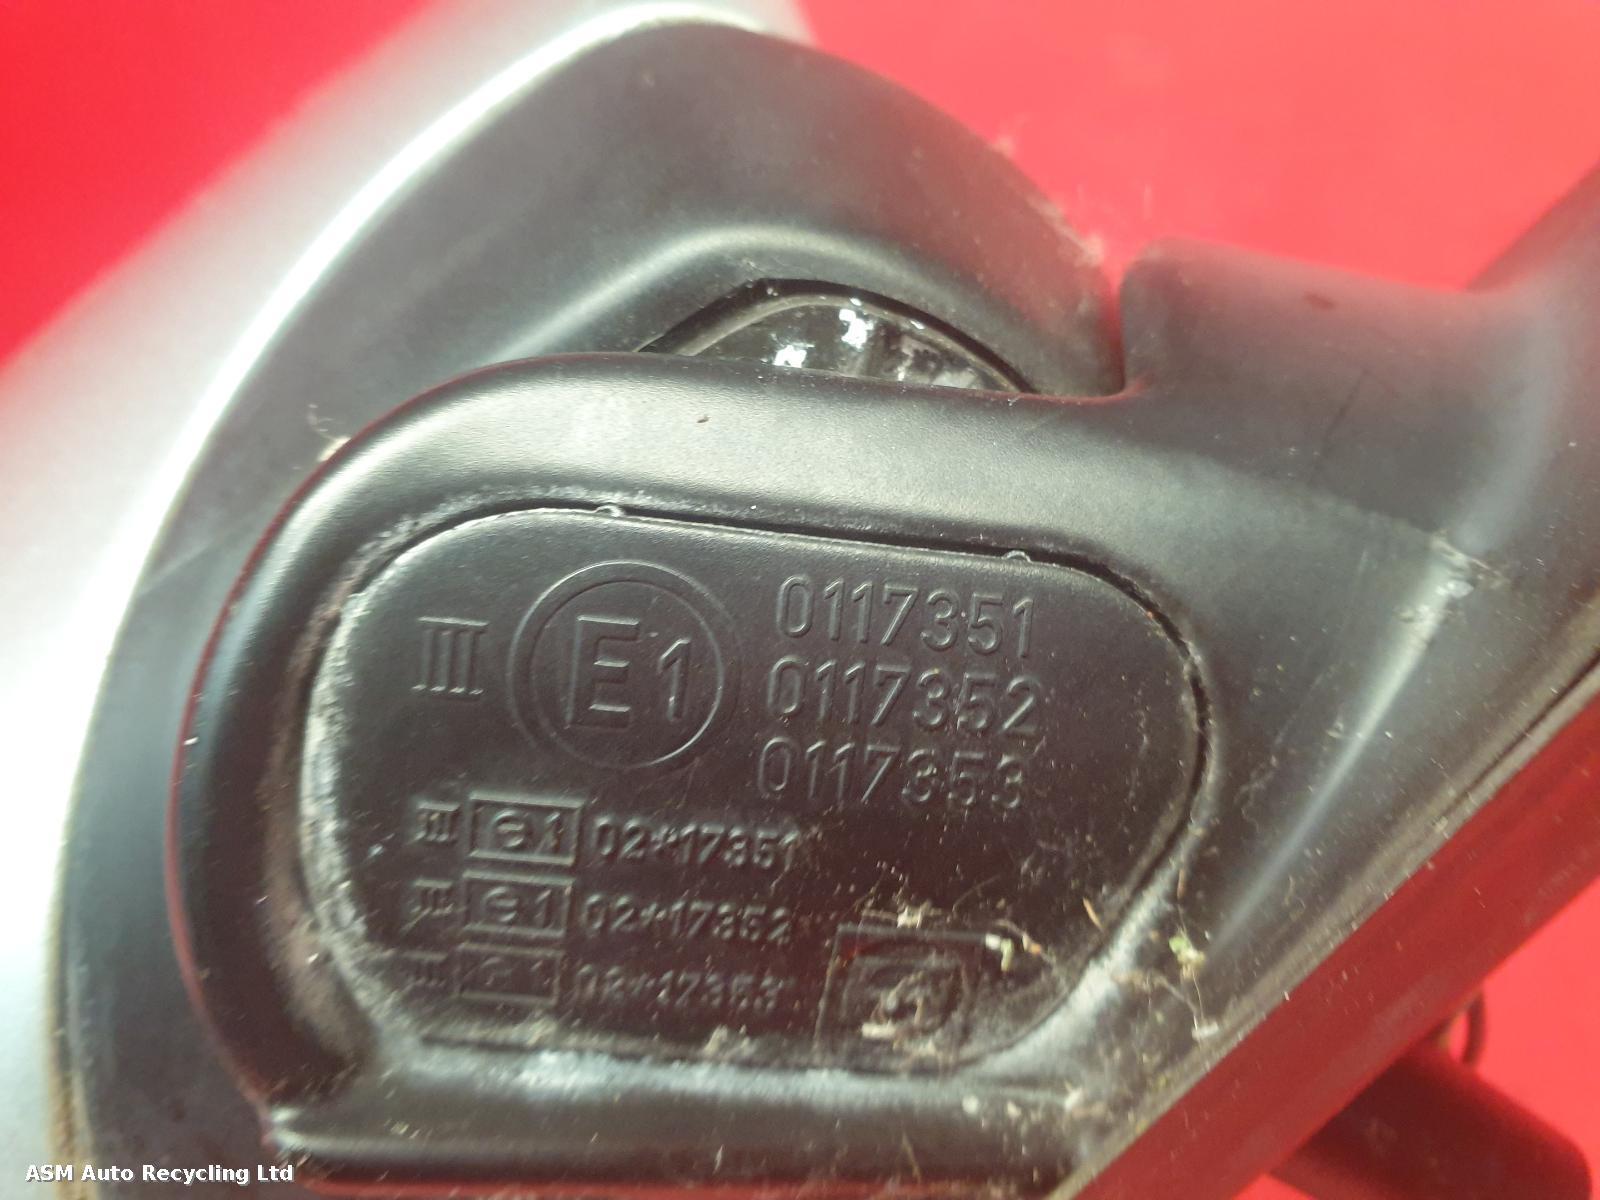 III E1 0117351
0117352
0117353
III e1 02*17351
III e1 02*17352
III e1 02*17353
ASM Auto Recycling Ltd